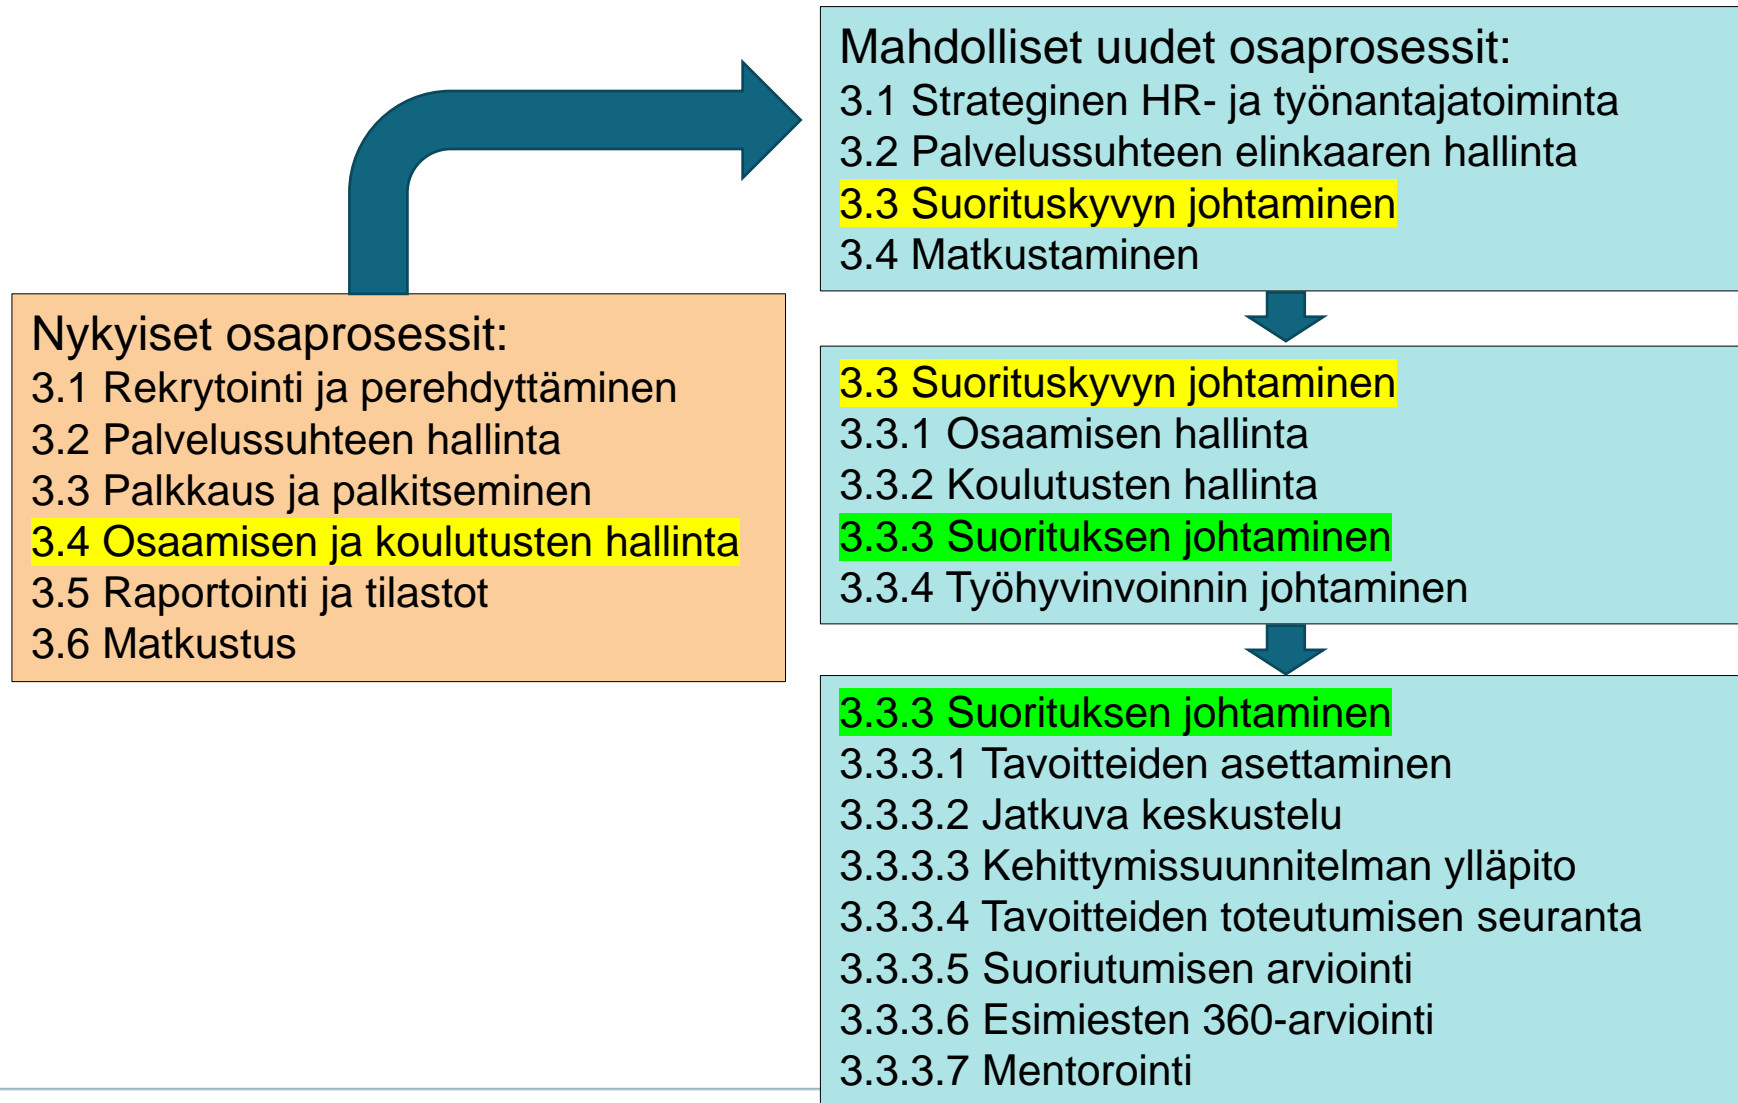 Nykyiset osaprosessit:
3.1 Rekrytointi ja perehdyttäminen
3.2 Palvelussuhteen hallinta
3.3 Palkkaus ja palkitseminen
3.4 Osaamisen ja koulutusten hallinta
3.5 Raportointi ja tilastot
3.6 Matkustus
Mahdolliset uudet osaprosessit:
3.1 Strateginen HR- ja työnantajatoiminta
3.2 Palvelussuhteen elinkaaren hallinta
3.3 Suorituskyvyn johtaminen
3.4 Matkustaminen
3.3 Suorituskyvyn johtaminen
3.3.1 Osaamisen hallinta
3.3.2 Koulutusten hallinta
3.3.3 Suorituksen johtaminen
3.3.4 Työhyvinvoinnin johtaminen
3.3.3 Suorituksen johtaminen
3.3.3.1 Tavoitteiden asettaminen
3.3.3.2 Jatkuva keskustelu
3.3.3.3 Kehittymissuunnitelman ylläpito
3.3.3.4 Tavoitteiden toteutumisen seuranta
3.3.3.5 Suoriutumisen arviointi
3.3.3.6 Esimiesten 360-arviointi
3.3.3.7 Mentorointi